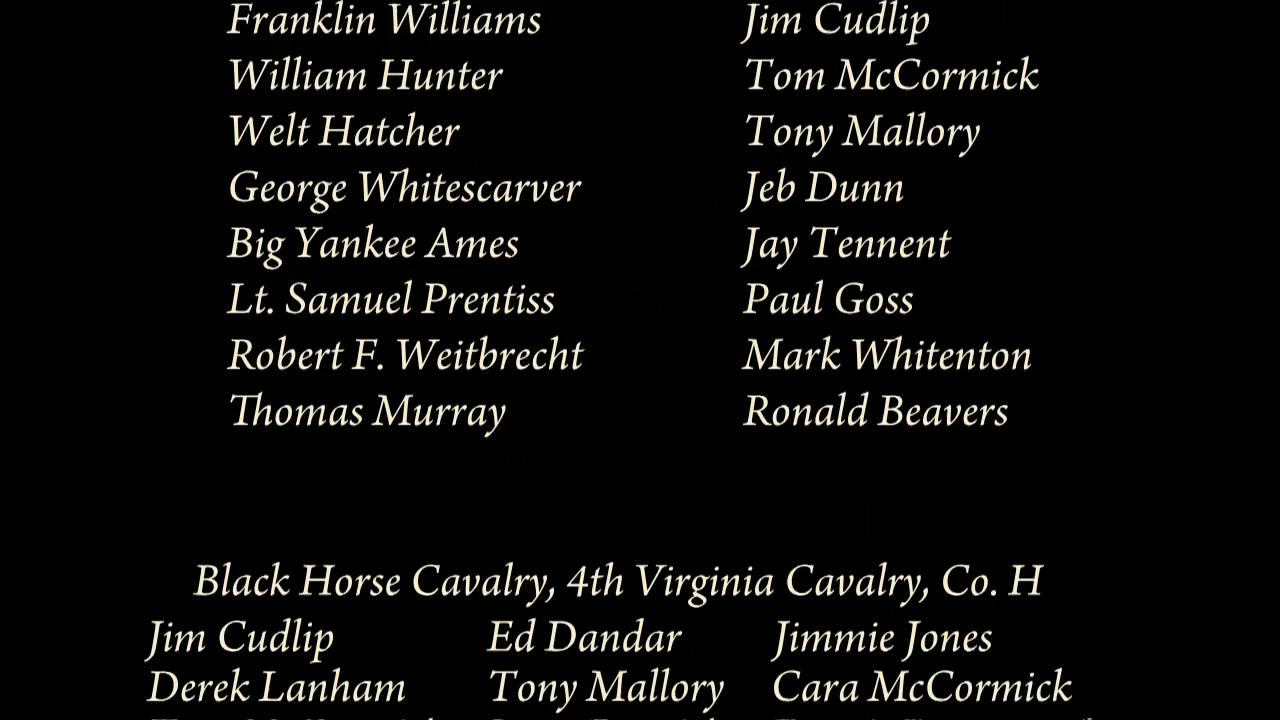 Franklin Williams Jim Cudlip
William Hunter Tom McCormick
Welt Hatcher Tony Mallory
George Whitescarver Jeb Dunn
Big Yankee Ames Jay Tennent
Lt. Samuel Prentiss Paul Goss
Robert F. Weitbrecht Mark Whitenton
Thomas Murray Ronald Beavers
Black Horse Cavalry, 4th Virginia Cavalry, Co. H
Jim Cudlip Ed Dandar Jimmie Jones
Derek Lanham Tony Mallory Cara McCormick